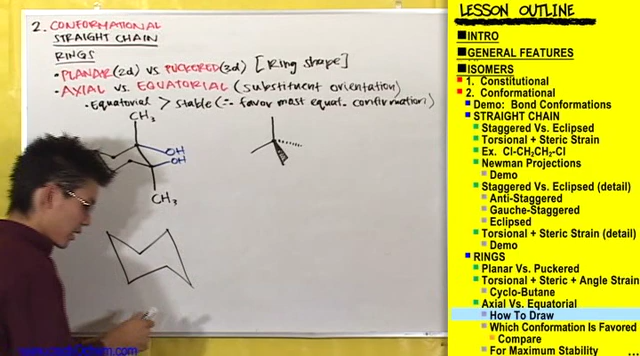 2. CONFORMATIONAL
STRAIGHT CHAIN
RINGS
• PLANAR (2d) vs PUCKERED (3d) [Ring shape]
• AXIAL vs. EQUATORIAL (substituent orientation)
• Equatorial > stable (∴ favor most equat. confirmation)
CH3
OH
OH
CH3
LESSON OUTLINE
INTRO
GENERAL FEATURES
ISOMERS
1. Constitutional
2. Conformational
Demo: Bond Conformations
STRAIGHT CHAIN
Staggered Vs. Eclipsed
Torsional + Steric Strain
Ex. Cl-CH2CH2-Cl
Newman Projections
Demo
Staggered Vs. Eclipsed (detail)
Anti-Staggered
Gauche-Staggered
Eclipsed
Torsional + Steric Strain (detail)
Demo
RINGS
Planar Vs. Puckered
Torsional + Steric + Angle Strain
Cyclo-Butane
Axial Vs. Equatorial
How To Draw
Which Conformation Is Favored
Compare
For Maximum Stability
...